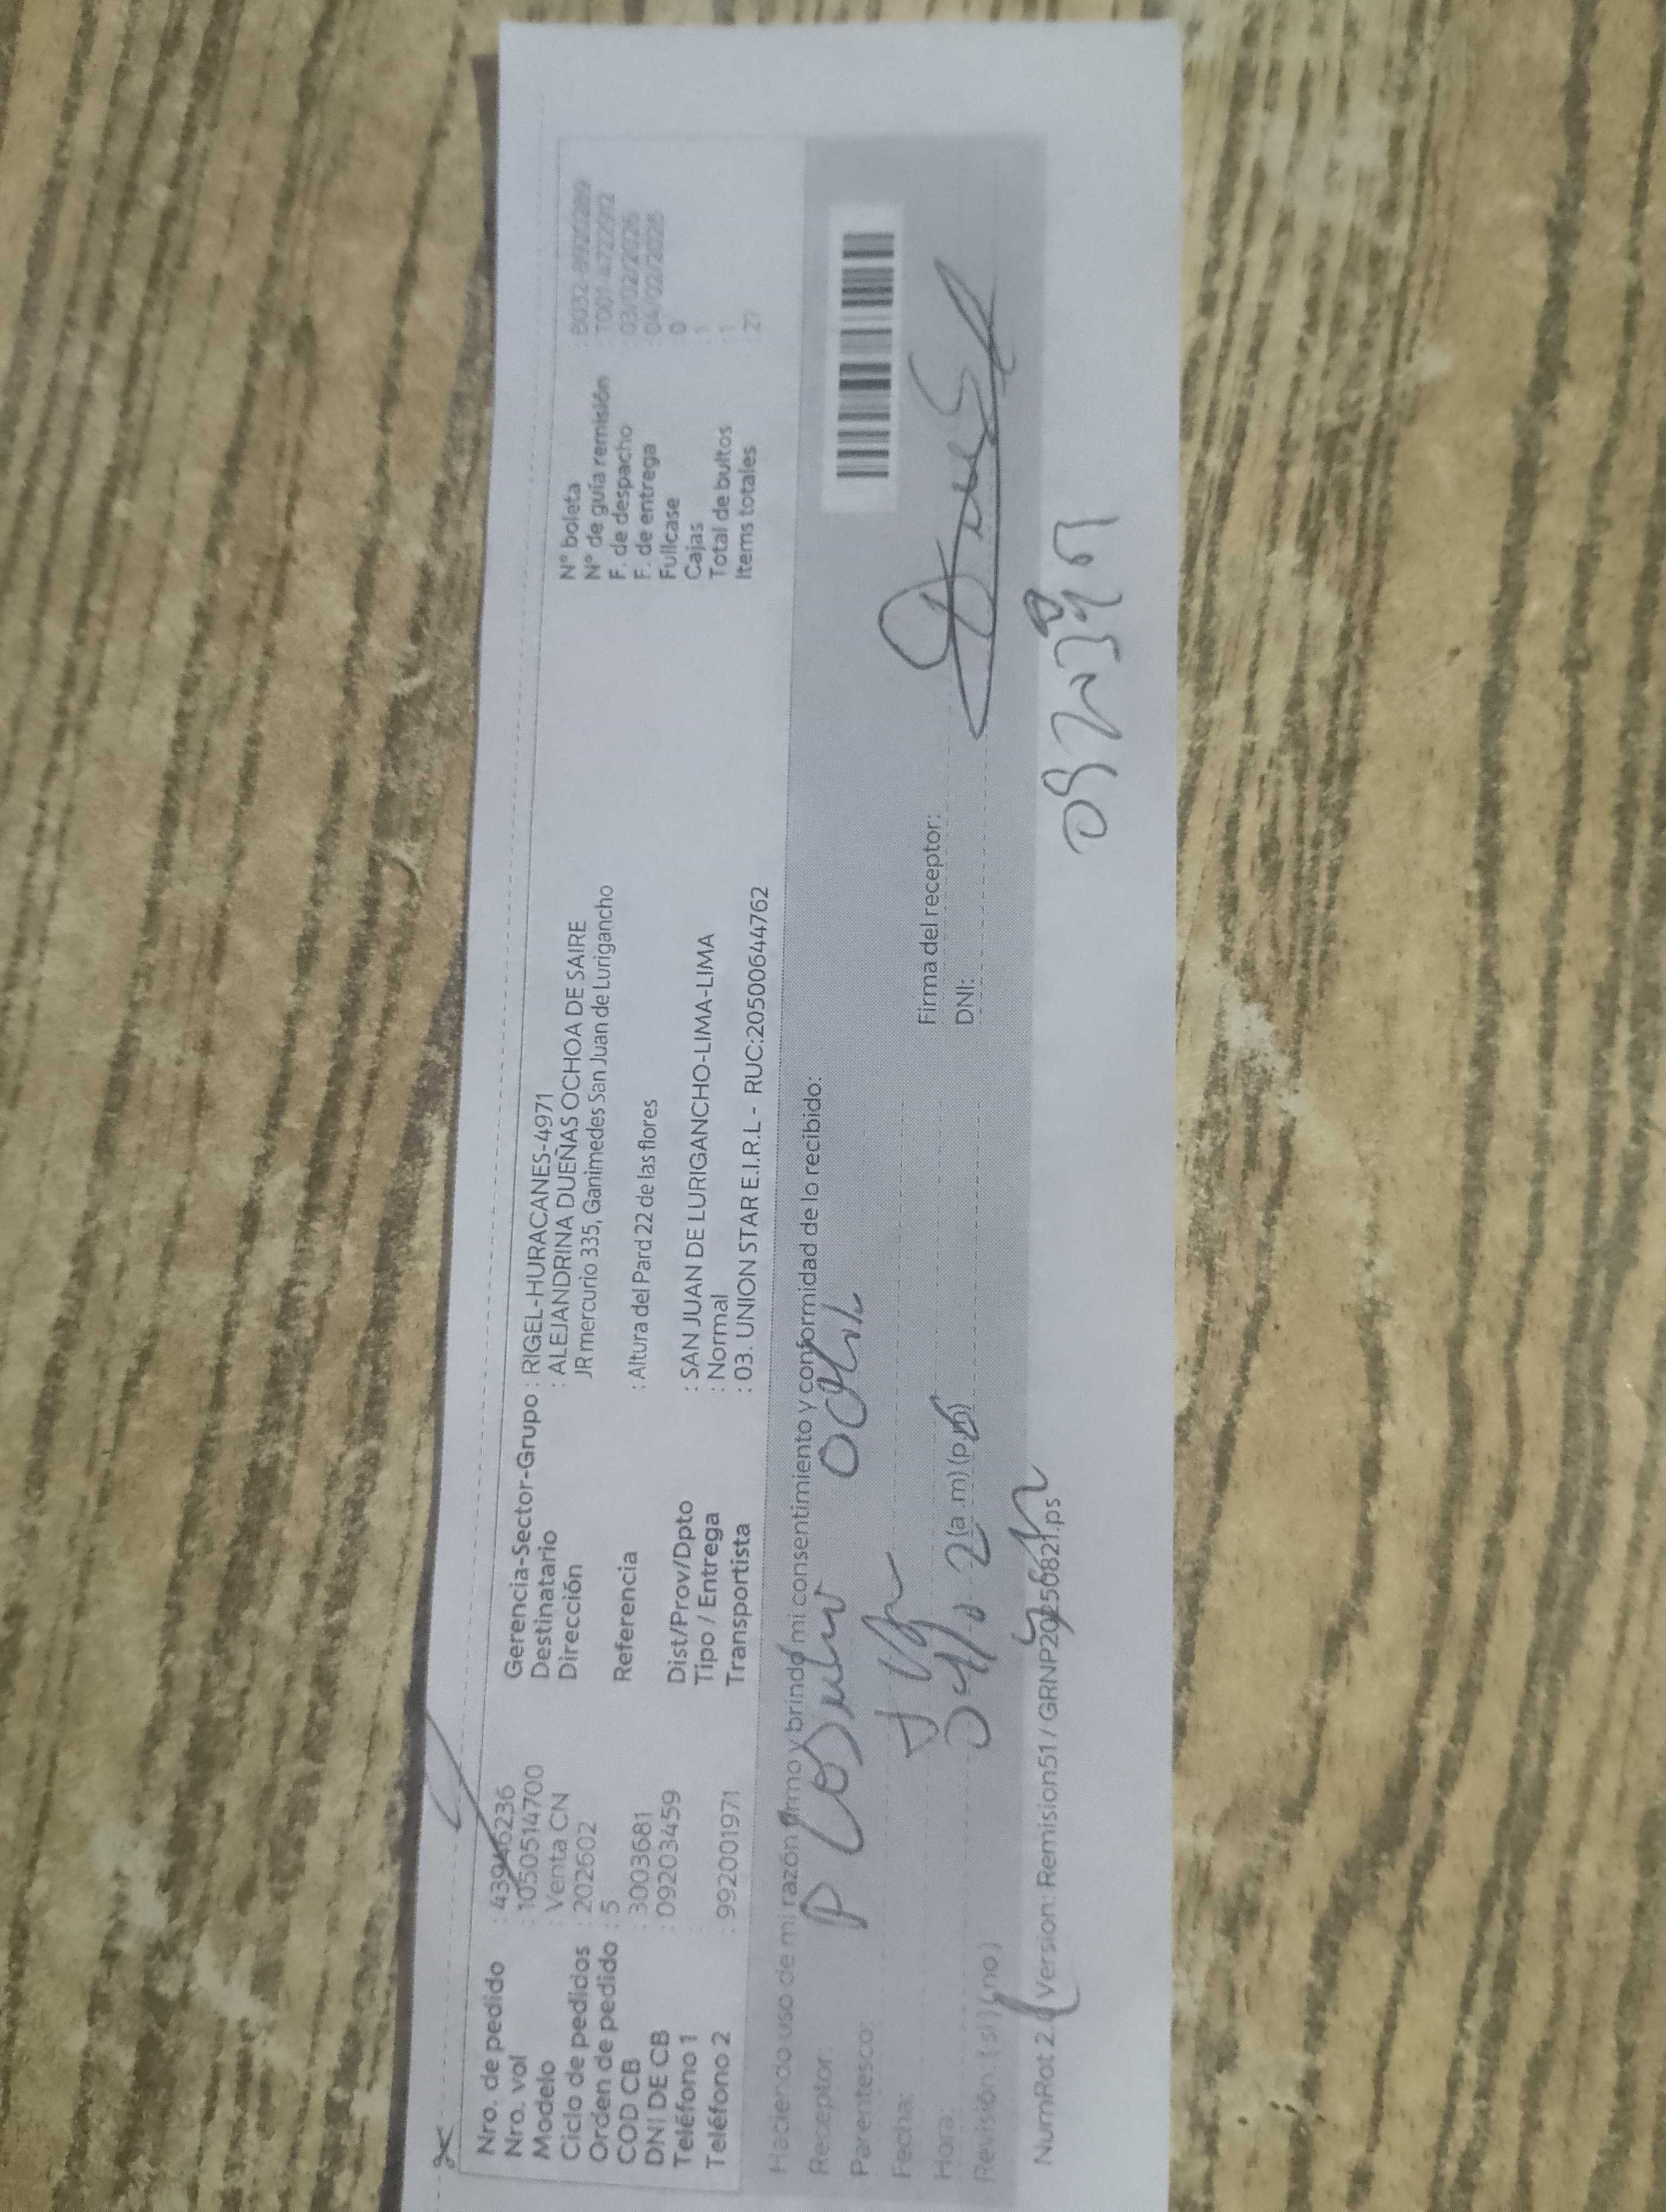 Nro. de pedido : 439446236
Nro. vol : 10505514700
Modelo : Venta CN
Ciclo de pedidos : 202602
Orden de pedido : 5
COD CB : 3003681
DNI DE CB : 09203459
Teléfono 1 :
Teléfono 2 : 992001971
Gerencia-Sector-Grupo : RIGEL-HURACANES-4971
Destinatario : ALEJANDRINA DUEÑAS OCHOA DE SAIRE
Dirección JR mercurio 335, Ganimedes San Juan de Lurigancho
Referencia : Altura del Pard 22 de las flores
Dist/Prov/Dpto : SAN JUAN DE LURIGANCHO-LIMA-LIMA
Tipo / Entrega : Normal
Transportista : 03. UNION STAR E.I.R.L - RUC:20500644762
N° boleta
N° de guía remisión : T001-4722912
F. de despacho : 03/02/2026
F. de entrega : 04/02/2026
Fullcase : 0
Cajas : 1
Total de bultos : 1
Items totales : 27
Haciendo uso de mi razón firmo y brindo mi consentimiento y conformidad de lo recibido:
Receptor:
Parentesco:
Fecha:
Hora: (a.m) (p.m)
Revisión: (si) (no)
Firma del receptor:
DNI:
NumRot 2.0 Version: Remision51 / GRNP20250821.ps